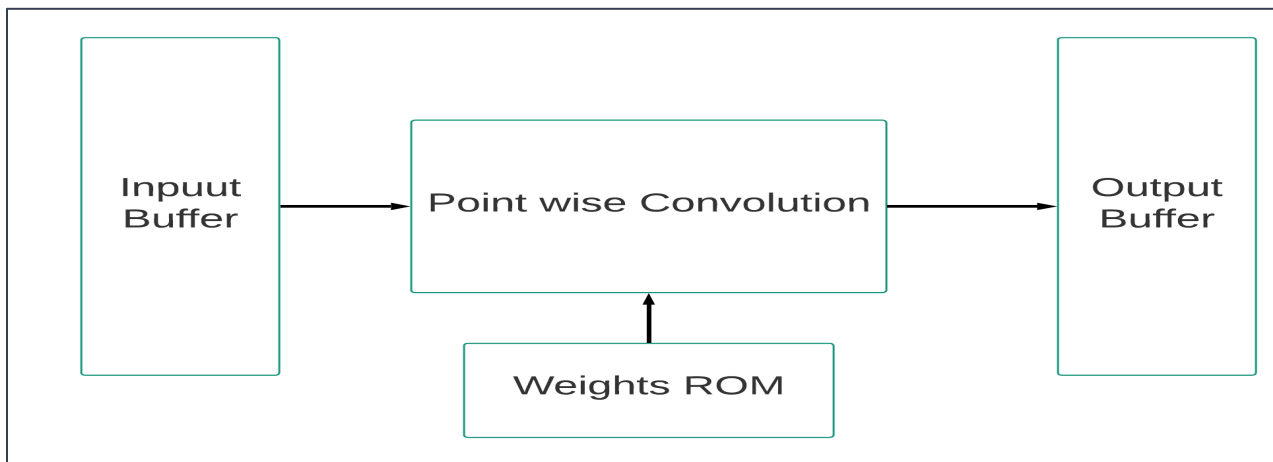 Inpuut
Buffer
Point wise Convolution
Output
Buffer
Weights ROM